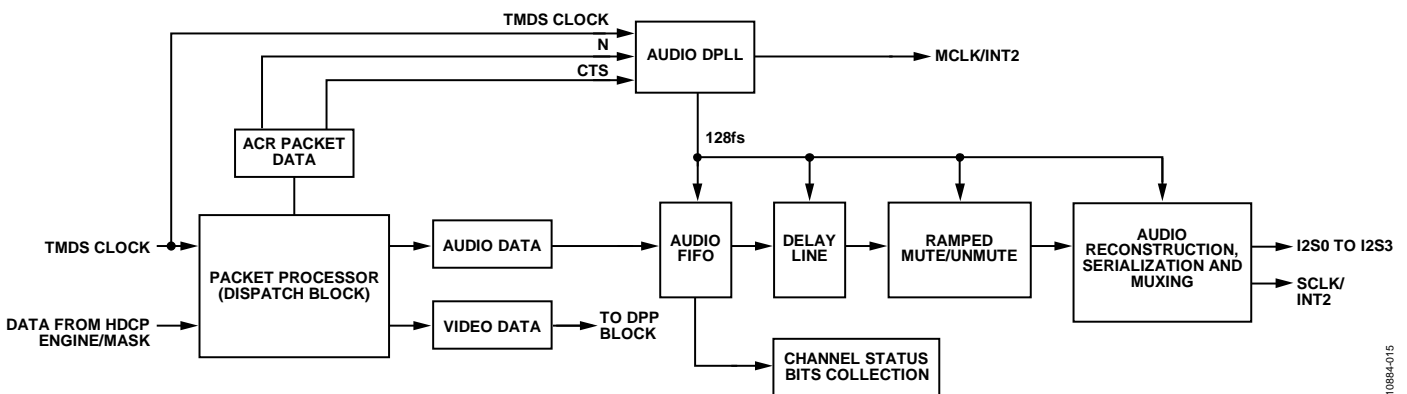 TMDS CLOCK
N
CTS
AUDIO DPLL
MCLK/INT2
ACR PACKET
DATA
128fs
TMDS CLOCK
DATA FROM HDCP
ENGINE/MASK
PACKET PROCESSOR
(DISPATCH BLOCK)
AUDIO DATA
VIDEO DATA
TO DPP
BLOCK
AUDIO
FIFO
DELAY
LINE
RAMPED
MUTE/UNMUTE
AUDIO
RECONSTRUCTION,
SERIALIZATION AND
MUXING
I2S0 TO I2S3
SCLK/
INT2
CHANNEL STATUS
BITS COLLECTION
10884-015